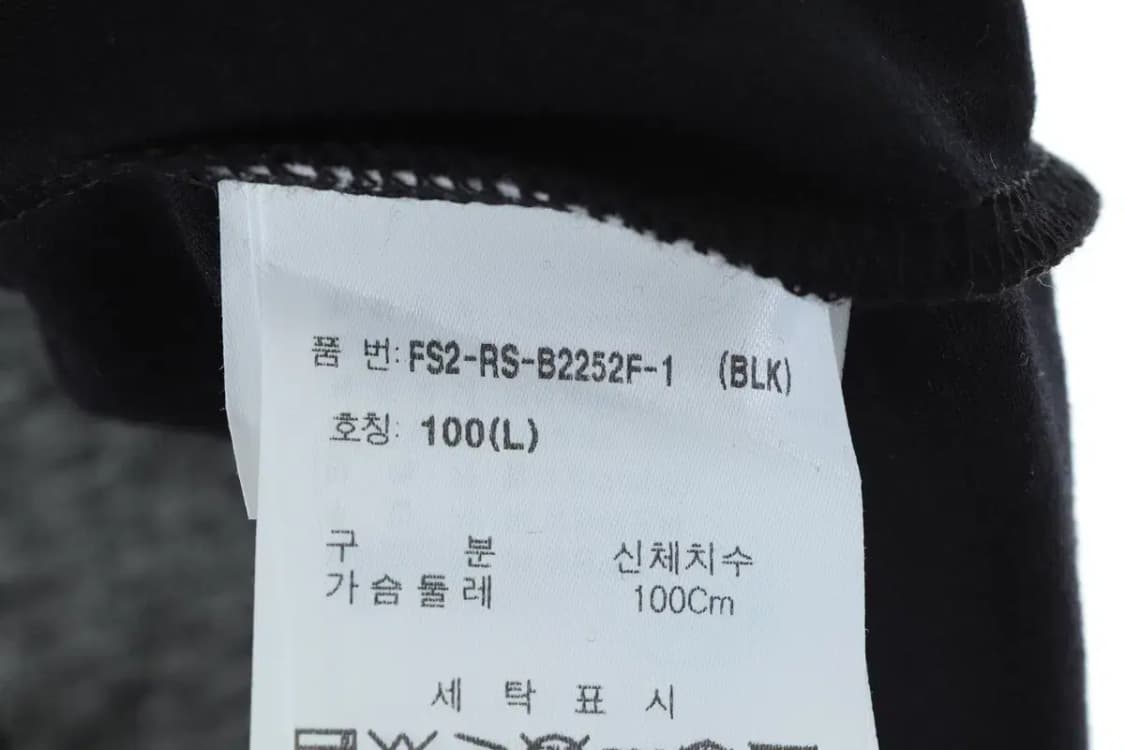 품 번: FS2-RS-B2252F-1 (BLK)
호칭: 100(L)
구 분 신체치수
가슴둘레 100Cm
세 탁 표 시